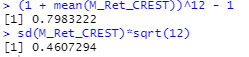 > (1 + mean(M_Ret_CREST))^12 - 1
[1] 0.7983222
> sd(M_Ret_CREST)*sqrt(12)
[1] 0.4607294